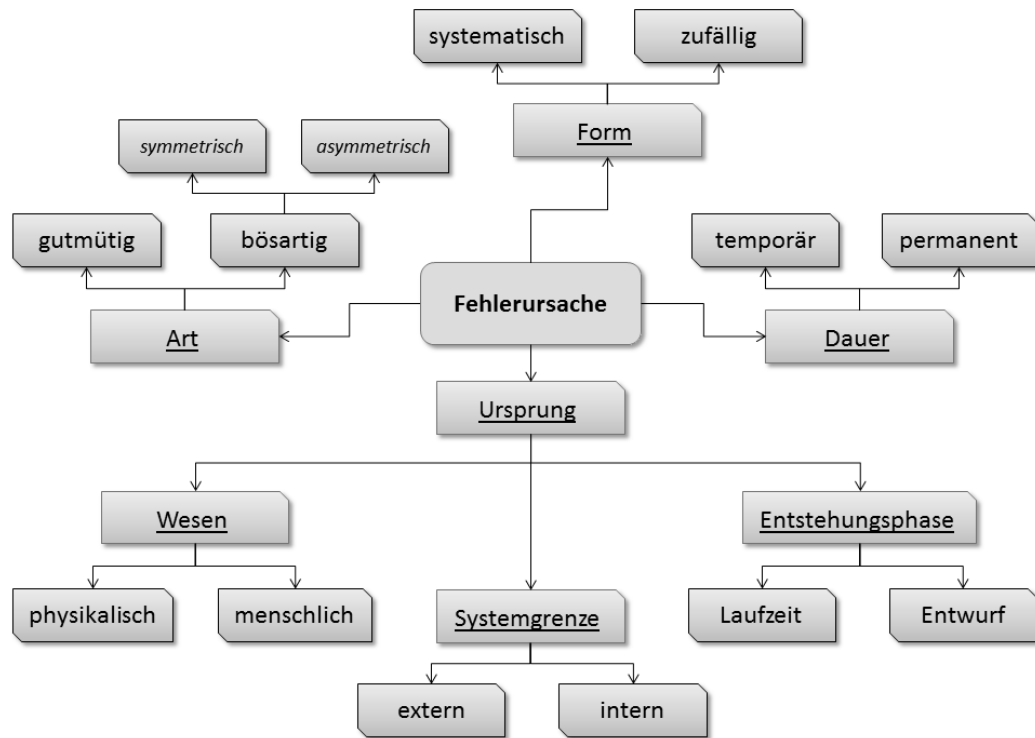 systematisch
zufällig
Form
symmetrisch
asymmetrisch
gutmütig
bösartig
temporär
permanent
Fehlerursache
Art
Dauer
Ursprung
Wesen
Entstehungsphase
physikalisch
menschlich
Systemgrenze
Laufzeit
Entwurf
extern
intern